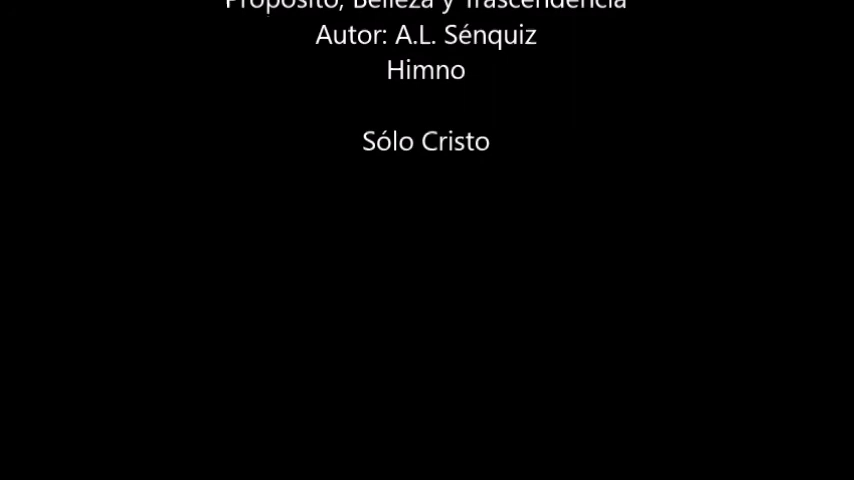 Propósito, Belleza y Trascendencia
Autor: A.L. Sénquiz
Himno
Sólo Cristo